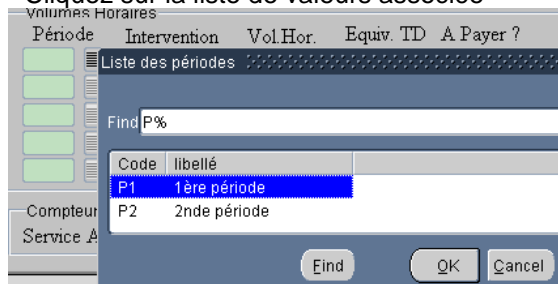 Cliquez sur la liste de valeurs associée
Volumes Horaires
Période Intervention Vol.Hor. Equiv. TD A Payer ?
Liste des périodes
Find P%
Code libellé
P1 1ère période
P2 2nde période
Compteur
Service A
Find OK Cancel